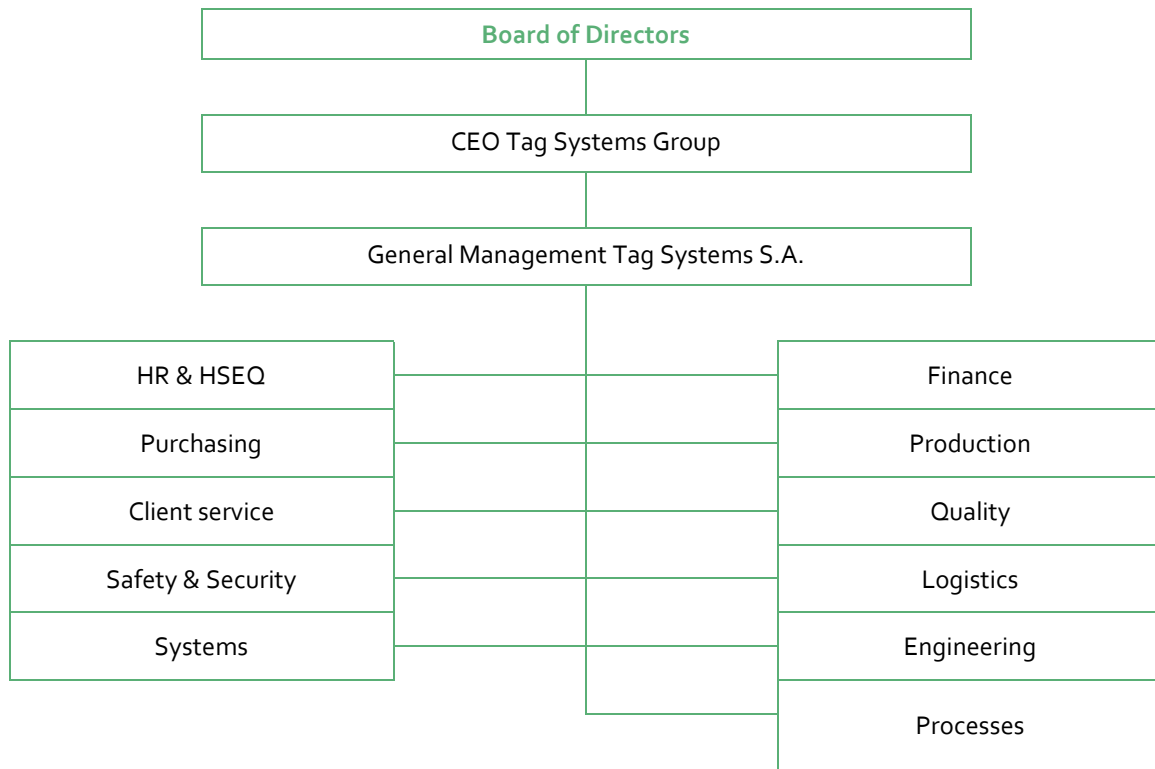 Board of Directors
CEO Tag Systems Group
General Management Tag Systems S.A.
HR & HSEQ
Finance
Purchasing
Production
Client service
Quality
Safety & Security
Logistics
Systems
Engineering
Processes